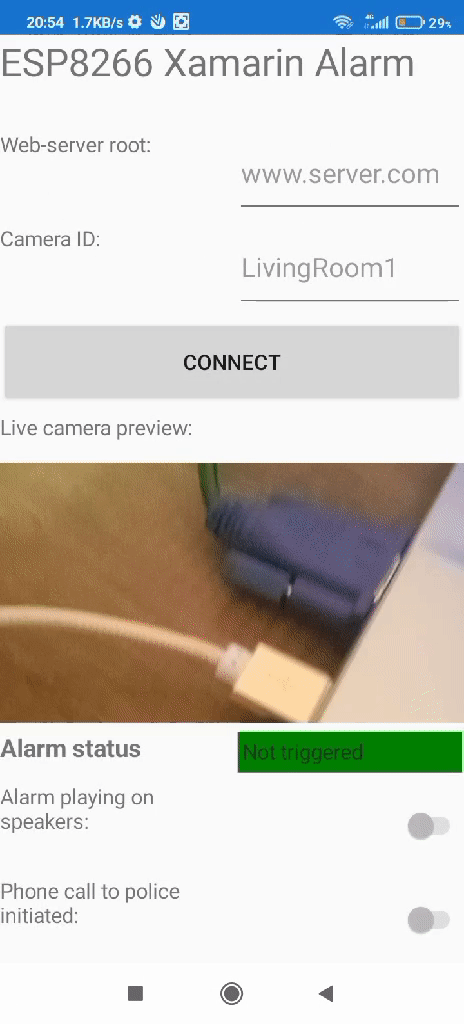 20:54 1.7KB/s 4G 29%
ESP8266 Xamarin Alarm
Web-server root:
www.server.com
Camera ID:
LivingRoom1
CONNECT
Live camera preview:
Alarm status
Not triggered
Alarm playing on
speakers:
Phone call to police
initiated: